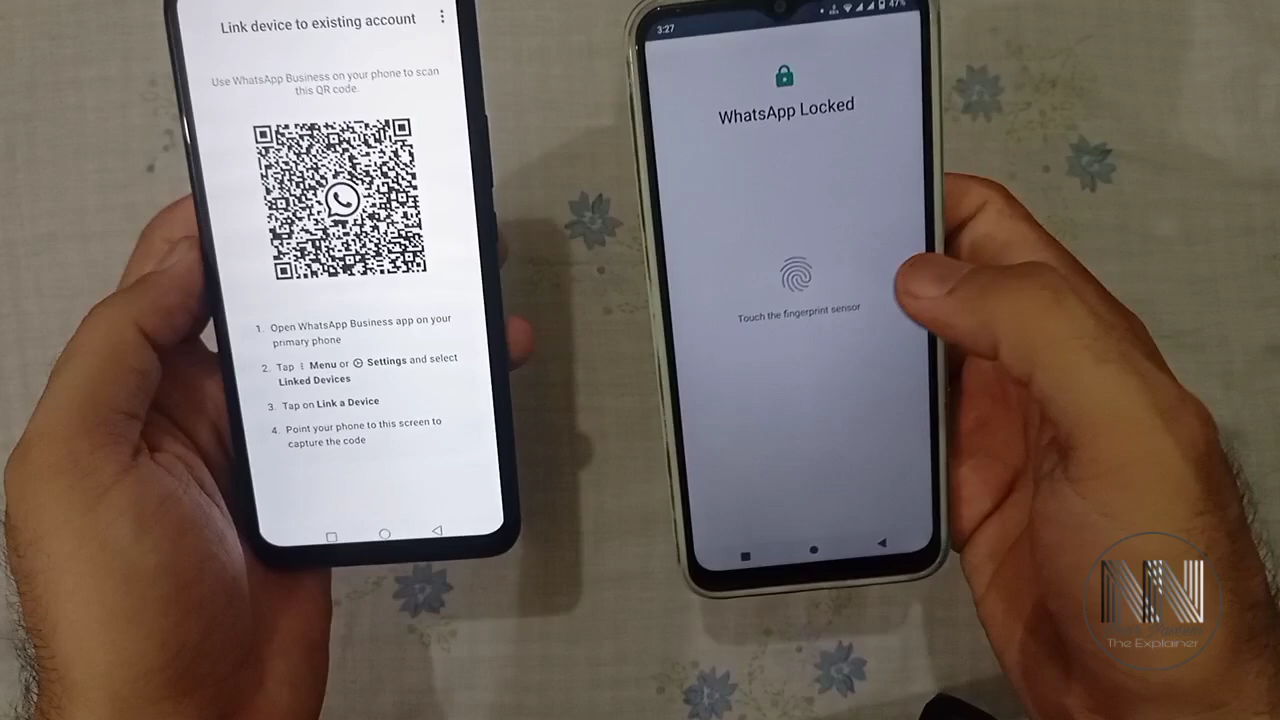 Link device to existing account
Use WhatsApp Business on your phone to scan
this QR code.
1. Open WhatsApp Business app on your
primary phone
2. Tap ⋮ Menu or Settings and select
Linked Devices
3. Tap on Link a Device
4. Point your phone to this screen to
capture the code
3:27
47%
WhatsApp Locked
Touch the fingerprint sensor
NN
The Explainer